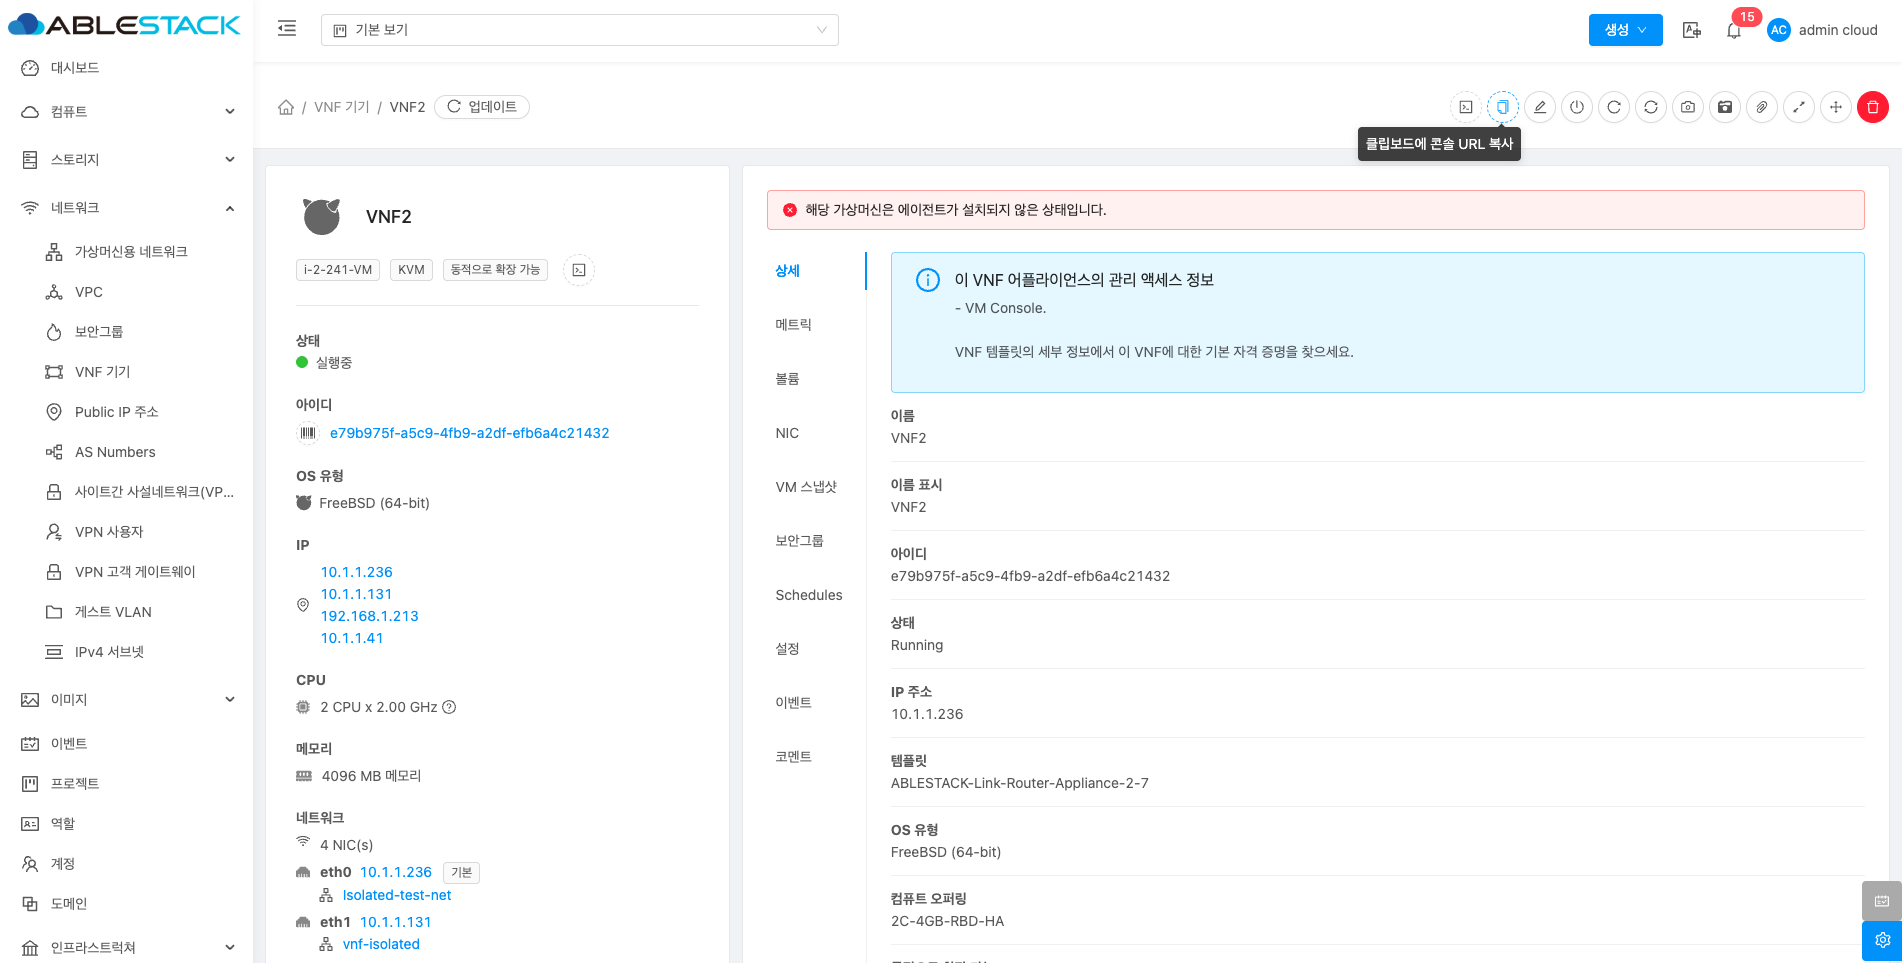 ABLESTACK
기본 보기
생성
15
AC
admin cloud
대시보드
컴퓨트
스토리지
네트워크
가상머신용 네트워크
VPC
보안그룹
VNF 기기
Public IP 주소
AS Numbers
사이트간 사설네트워크(VP...
VPN 사용자
VPN 고객 게이트웨이
게스트 VLAN
IPv4 서브넷
이미지
이벤트
프로젝트
역할
계정
도메인
인프라스트럭쳐
/ VNF 기기 / VNF2
업데이트
클립보드에 콘솔 URL 복사
VNF2
i-2-241-VM
KVM
동적으로 확장 가능
상태
실행중
아이디
e79b975f-a5c9-4fb9-a2df-efb6a4c21432
OS 유형
FreeBSD (64-bit)
IP
10.1.1.236
10.1.1.131
192.168.1.213
10.1.1.41
CPU
2 CPU x 2.00 GHz
메모리
4096 MB 메모리
네트워크
4 NIC(s)
eth0 10.1.1.236 기본
Isolated-test-net
eth1 10.1.1.131
vnf-isolated
해당 가상머신은 에이전트가 설치되지 않은 상태입니다.
상세
메트릭
볼륨
NIC
VM 스냅샷
보안그룹
Schedules
설정
이벤트
코멘트
이 VNF 어플라이언스의 관리 액세스 정보
- VM Console.
VNF 템플릿의 세부 정보에서 이 VNF에 대한 기본 자격 증명을 찾으세요.
이름
VNF2
이름 표시
VNF2
아이디
e79b975f-a5c9-4fb9-a2df-efb6a4c21432
상태
Running
IP 주소
10.1.1.236
템플릿
ABLESTACK-Link-Router-Appliance-2-7
OS 유형
FreeBSD (64-bit)
컴퓨트 오퍼링
2C-4GB-RBD-HA